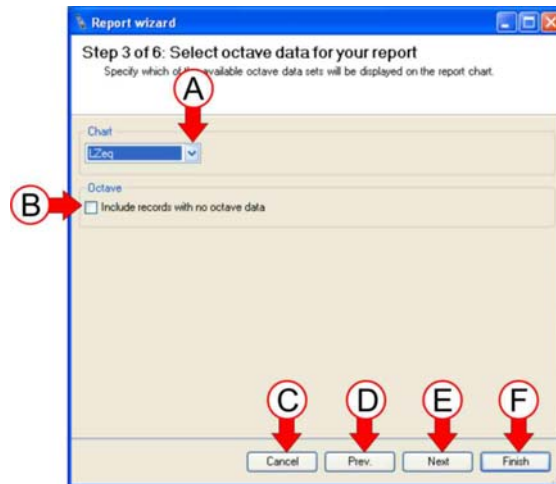 Report wizard
Step 3 of 6: Select octave data for your report
Specify which of the available octave data sets will be displayed on the report chart.
A
Chart
LZeq
B
Octave
Include records with no octave data
C D E F
Cancel Prev. Next Finish